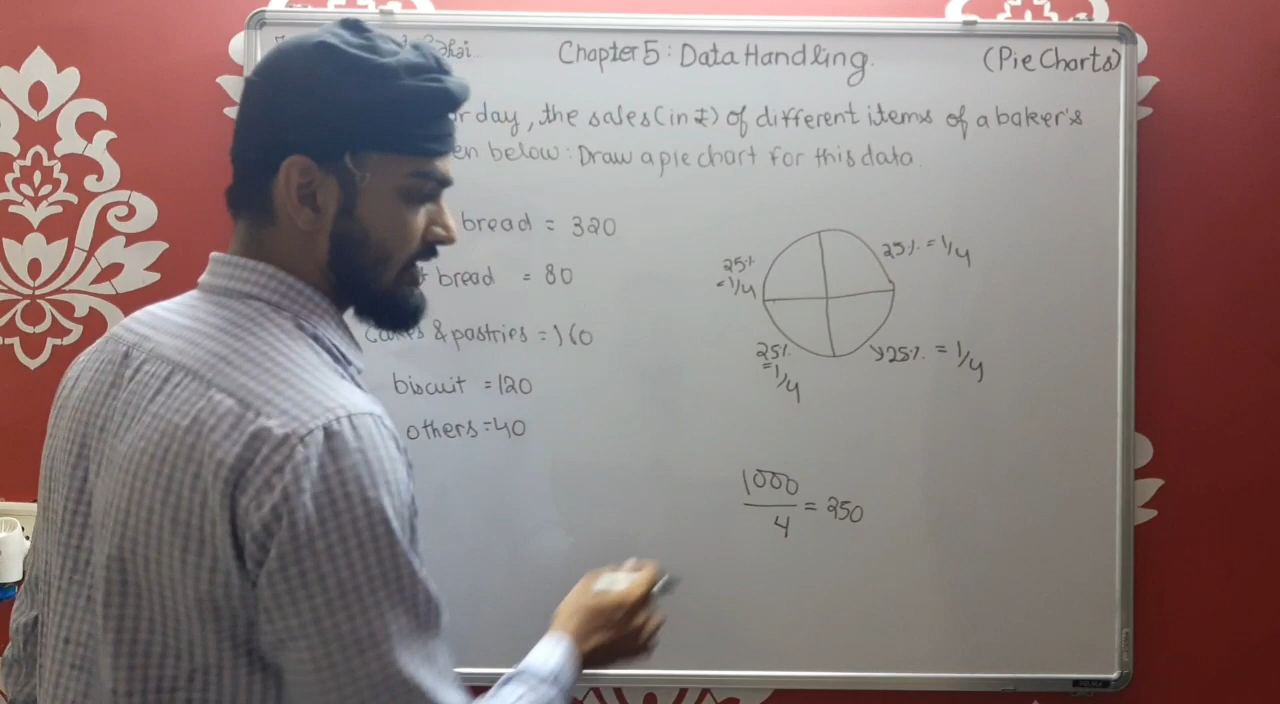 Chapter 5 : Data Handling. (Pie Charts)
day, the sales (in ₹) of different items of a baker's
below : Draw a pie chart for this data.
bread = 320
bread = 80
& pastries = 160
biscuit = 120
others = 40
25% = 1/4
25% = 1/4
25% = 1/4
25% = 1/4
1000
4
= 250